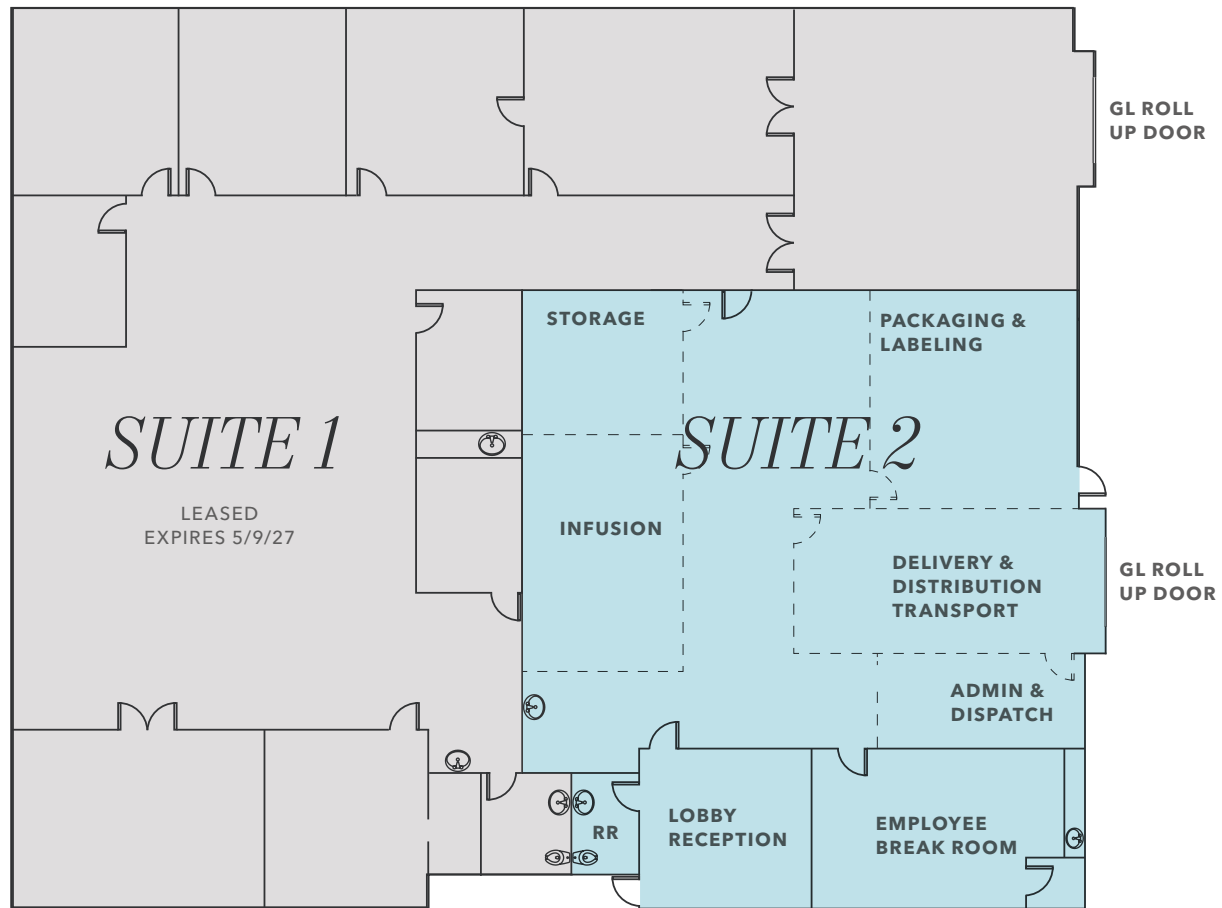 GL ROLL
UP DOOR
STORAGE
PACKAGING &
LABELING
SUITE 1
SUITE 2
LEASED
EXPIRES 5/9/27
INFUSION
DELIVERY &
DISTRIBUTION
TRANSPORT
GL ROLL
UP DOOR
ADMIN &
DISPATCH
LOBBY
RECEPTION
RR
EMPLOYEE
BREAK ROOM